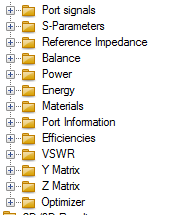 Port signals
S-Parameters
Reference Impedance
Balance
Power
Energy
Materials
Port Information
Efficiencies
VSWR
Y Matrix
Z Matrix
Optimizer